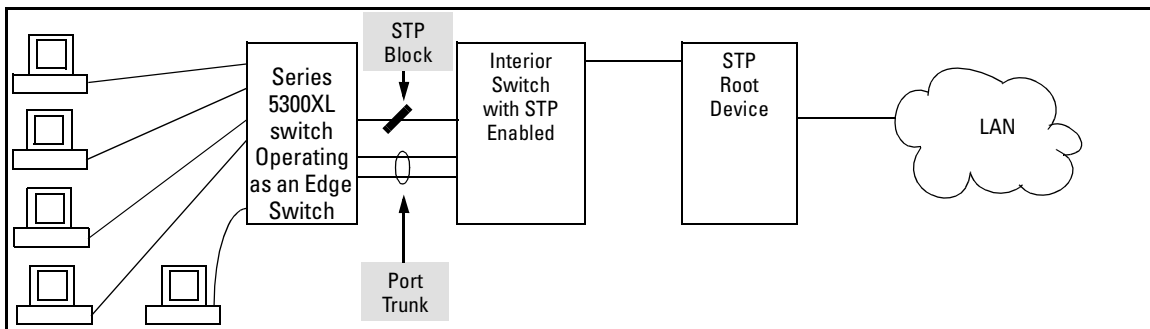 Series
5300XL
switch
Operating
as an Edge
Switch
STP
Block
Port
Trunk
Interior
Switch
with STP
Enabled
STP
Root
Device
LAN